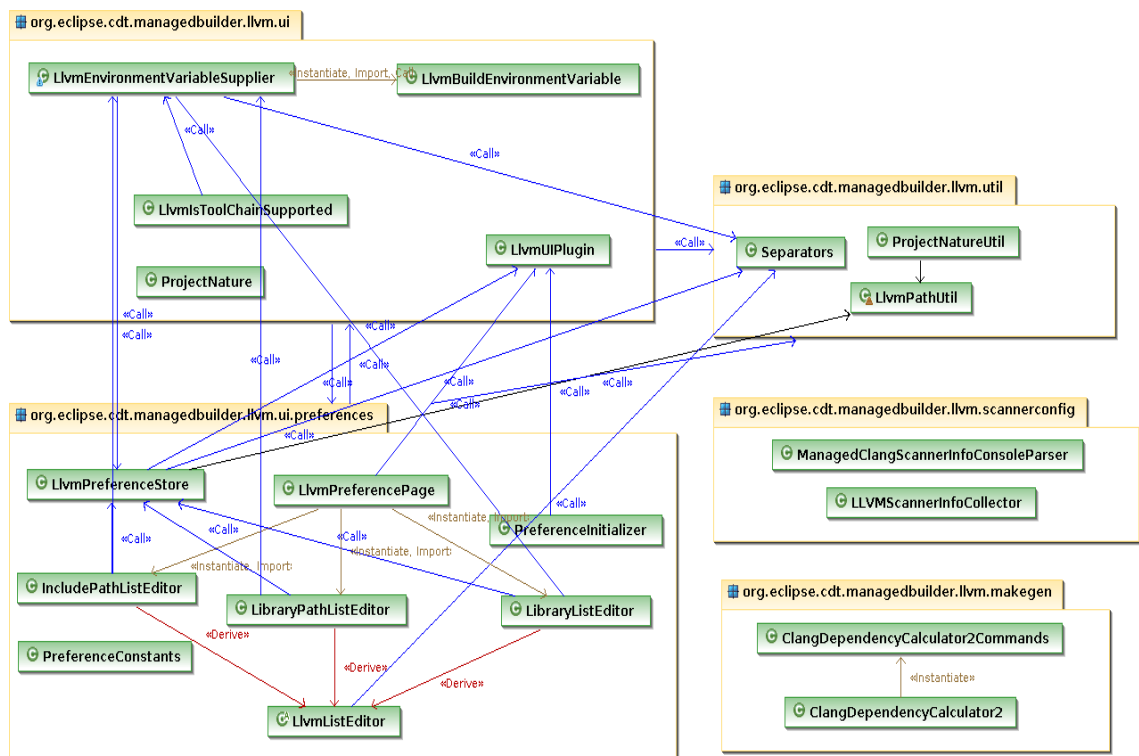 org.eclipse.cdt.managedbuilder.llvm.ui
LlvmEnvironmentVariableSupplier
«Instantiate, Import, Call
LlvmBuildEnvironmentVariable
«Call»
«Call»
LlvmIsToolChainSupported
LlvmUIPlugin
ProjectNature
«Call»
org.eclipse.cdt.managedbuilder.llvm.util
Separators
ProjectNatureUtil
LlvmPathUtil
«Call»
«Call»
«Call»
«Call»
«Call»
«Call»
«Call»
«Call»
«Call»
«Call»
«Call»
org.eclipse.cdt.managedbuilder.llvm.ui.preferences
«Call»
«Call»
LlvmPreferenceStore
LlvmPreferencePage
«Call»
«Instantiate, Import:
PreferenceInitializer
«Call»
«Call»
«Call»
«Instantiate, Import:
«Instantiate, Import:
IncludePathListEditor
LibraryPathListEditor
LibraryListEditor
«Derive»
PreferenceConstants
«Derive»
«Derive»
LlvmListEditor
org.eclipse.cdt.managedbuilder.llvm.scannerconfig
ManagedClangScannerInfoConsoleParser
LLVMScannerInfoCollector
org.eclipse.cdt.managedbuilder.llvm.makegen
ClangDependencyCalculator2Commands
«Instantiate»
ClangDependencyCalculator2